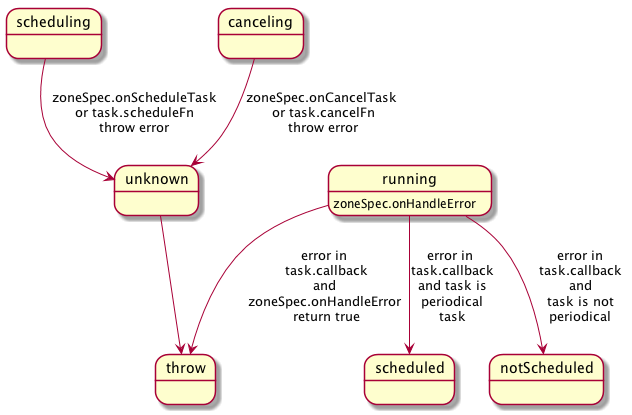 scheduling
canceling
zoneSpec.onScheduleTask
or task.scheduleFn
throw error
zoneSpec.onCancelTask
or task.cancelFn
throw error
unknown
running
zoneSpec.onHandleError
error in
task.callback
and
zoneSpec.onHandleError
return true
error in
task.callback
and task is
periodical
task
error in
task.callback
and
task is not
periodical
throw
scheduled
notScheduled